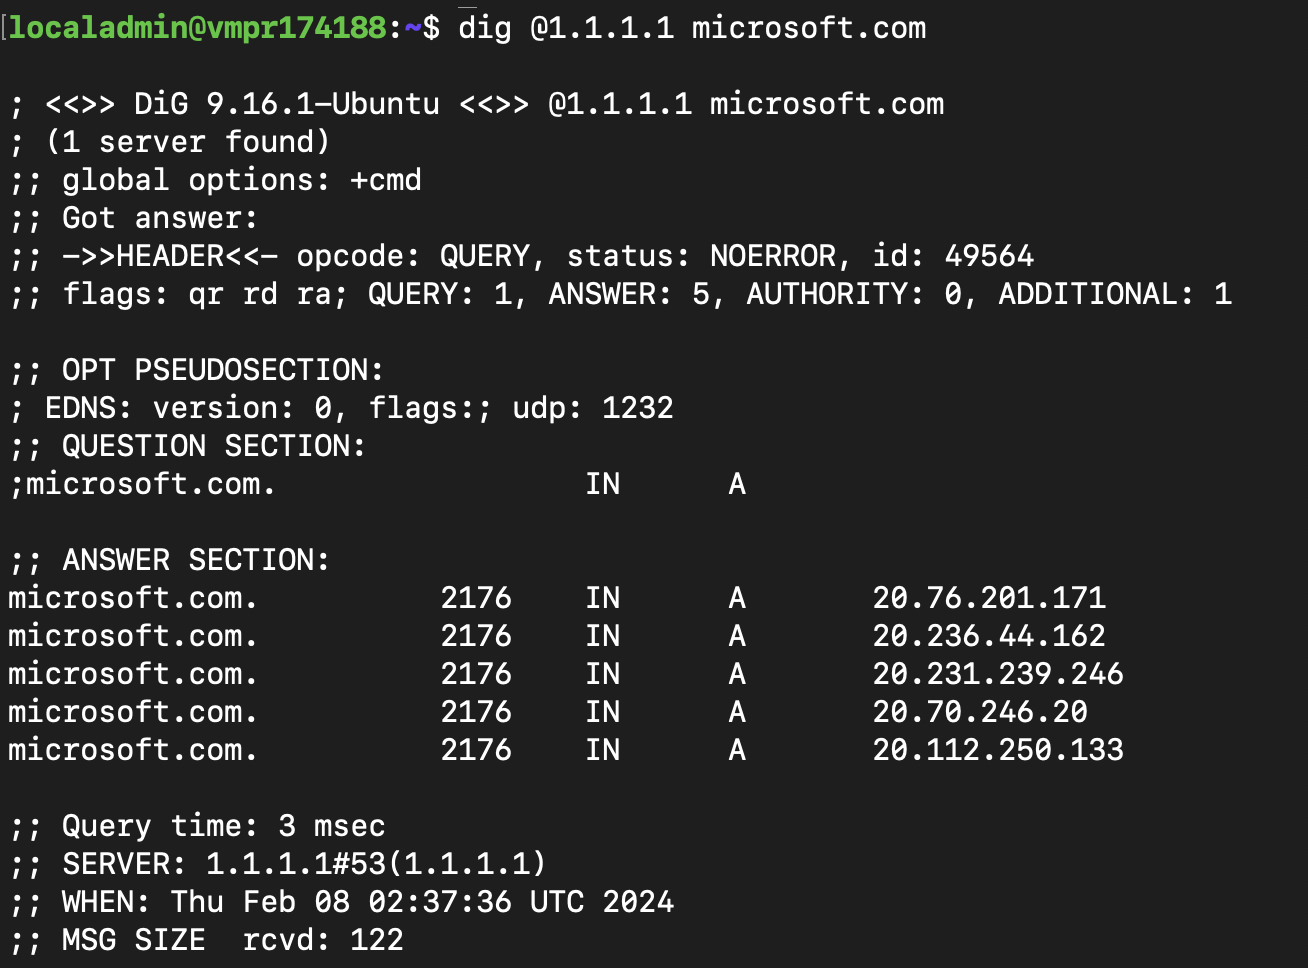 [localadmin@vmpr174188:~$ dig @1.1.1.1 microsoft.com
; <<>> DiG 9.16.1-Ubuntu <<>> @1.1.1.1 microsoft.com
; (1 server found)
;; global options: +cmd
;; Got answer:
;; ->>HEADER<<- opcode: QUERY, status: NOERROR, id: 49564
;; flags: qr rd ra; QUERY: 1, ANSWER: 5, AUTHORITY: 0, ADDITIONAL: 1
;; OPT PSEUDOSECTION:
; EDNS: version: 0, flags:; udp: 1232
;; QUESTION SECTION:
;microsoft.com. IN A
;; ANSWER SECTION:
microsoft.com. 2176 IN A 20.76.201.171
microsoft.com. 2176 IN A 20.236.44.162
microsoft.com. 2176 IN A 20.231.239.246
microsoft.com. 2176 IN A 20.70.246.20
microsoft.com. 2176 IN A 20.112.250.133
;; Query time: 3 msec
;; SERVER: 1.1.1.1#53(1.1.1.1)
;; WHEN: Thu Feb 08 02:37:36 UTC 2024
;; MSG SIZE  rcvd: 122